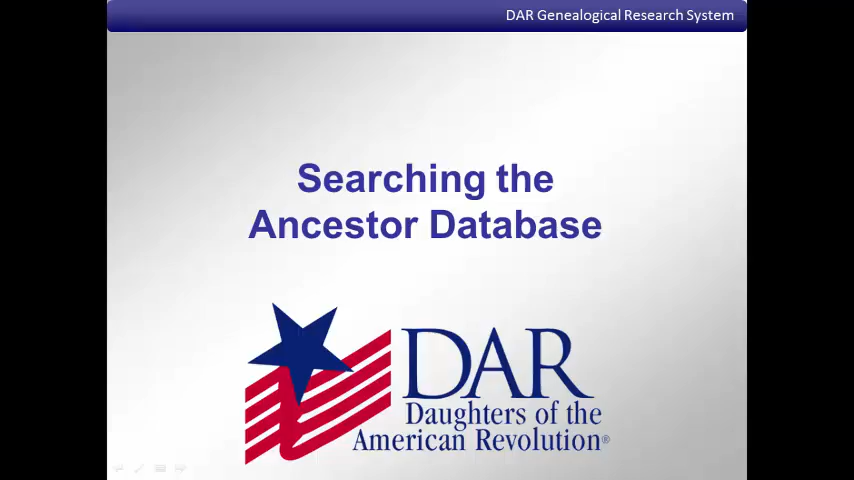 DAR Genealogical Research System
Searching the
Ancestor Database
DAR
Daughters of the
American Revolution®